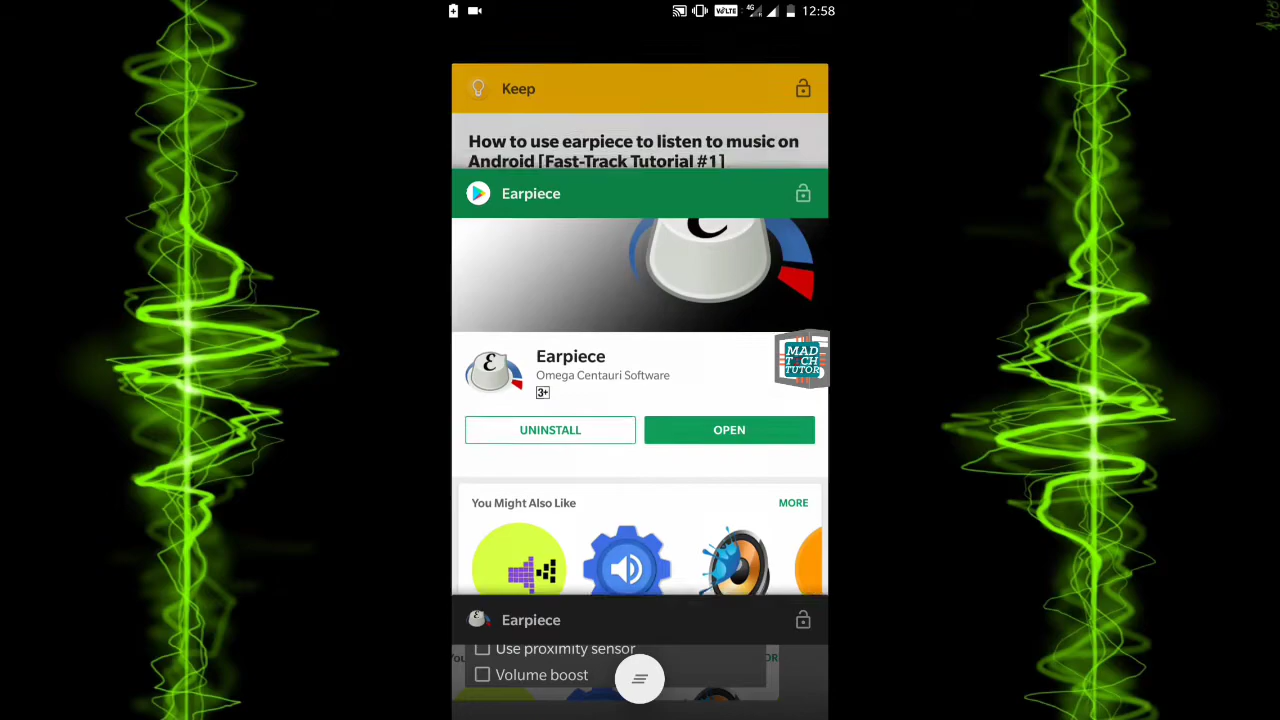 VoLTE 4G 12:58
Keep
How to use earpiece to listen to music on
Android [Fast-Track Tutorial #1]
Earpiece
ε
ε
Earpiece
Omega Centauri Software
3+
MAD
TECH
TUTOR
UNINSTALL
OPEN
You Might Also Like
MORE
Earpiece
Use proximity sensor
Volume boost